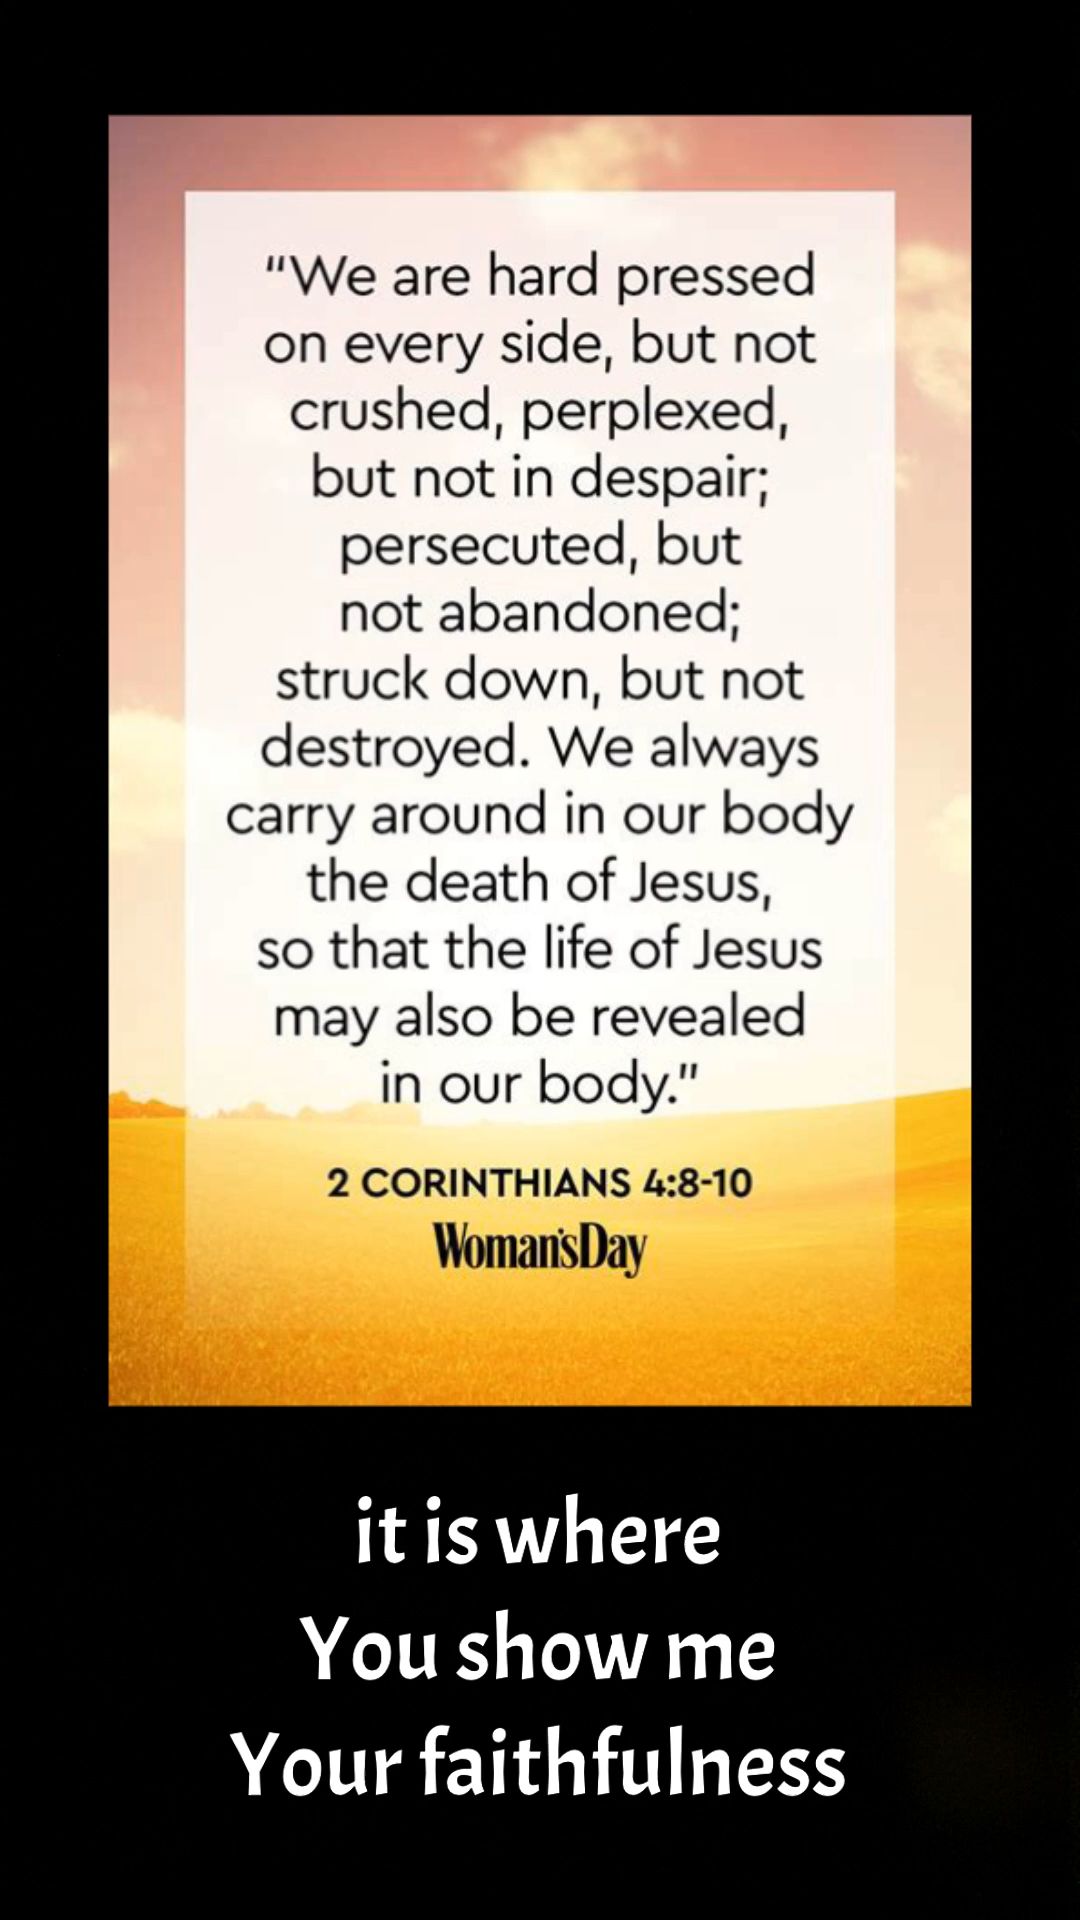 “We are hard pressed
on every side, but not
crushed, perplexed,
but not in despair;
persecuted, but
not abandoned;
struck down, but not
destroyed. We always
carry around in our body
the death of Jesus,
so that the life of Jesus
may also be revealed
in our body.”
2 CORINTHIANS 4:8-10
Woman'sDay
it is where
You show me
Your faithfulness